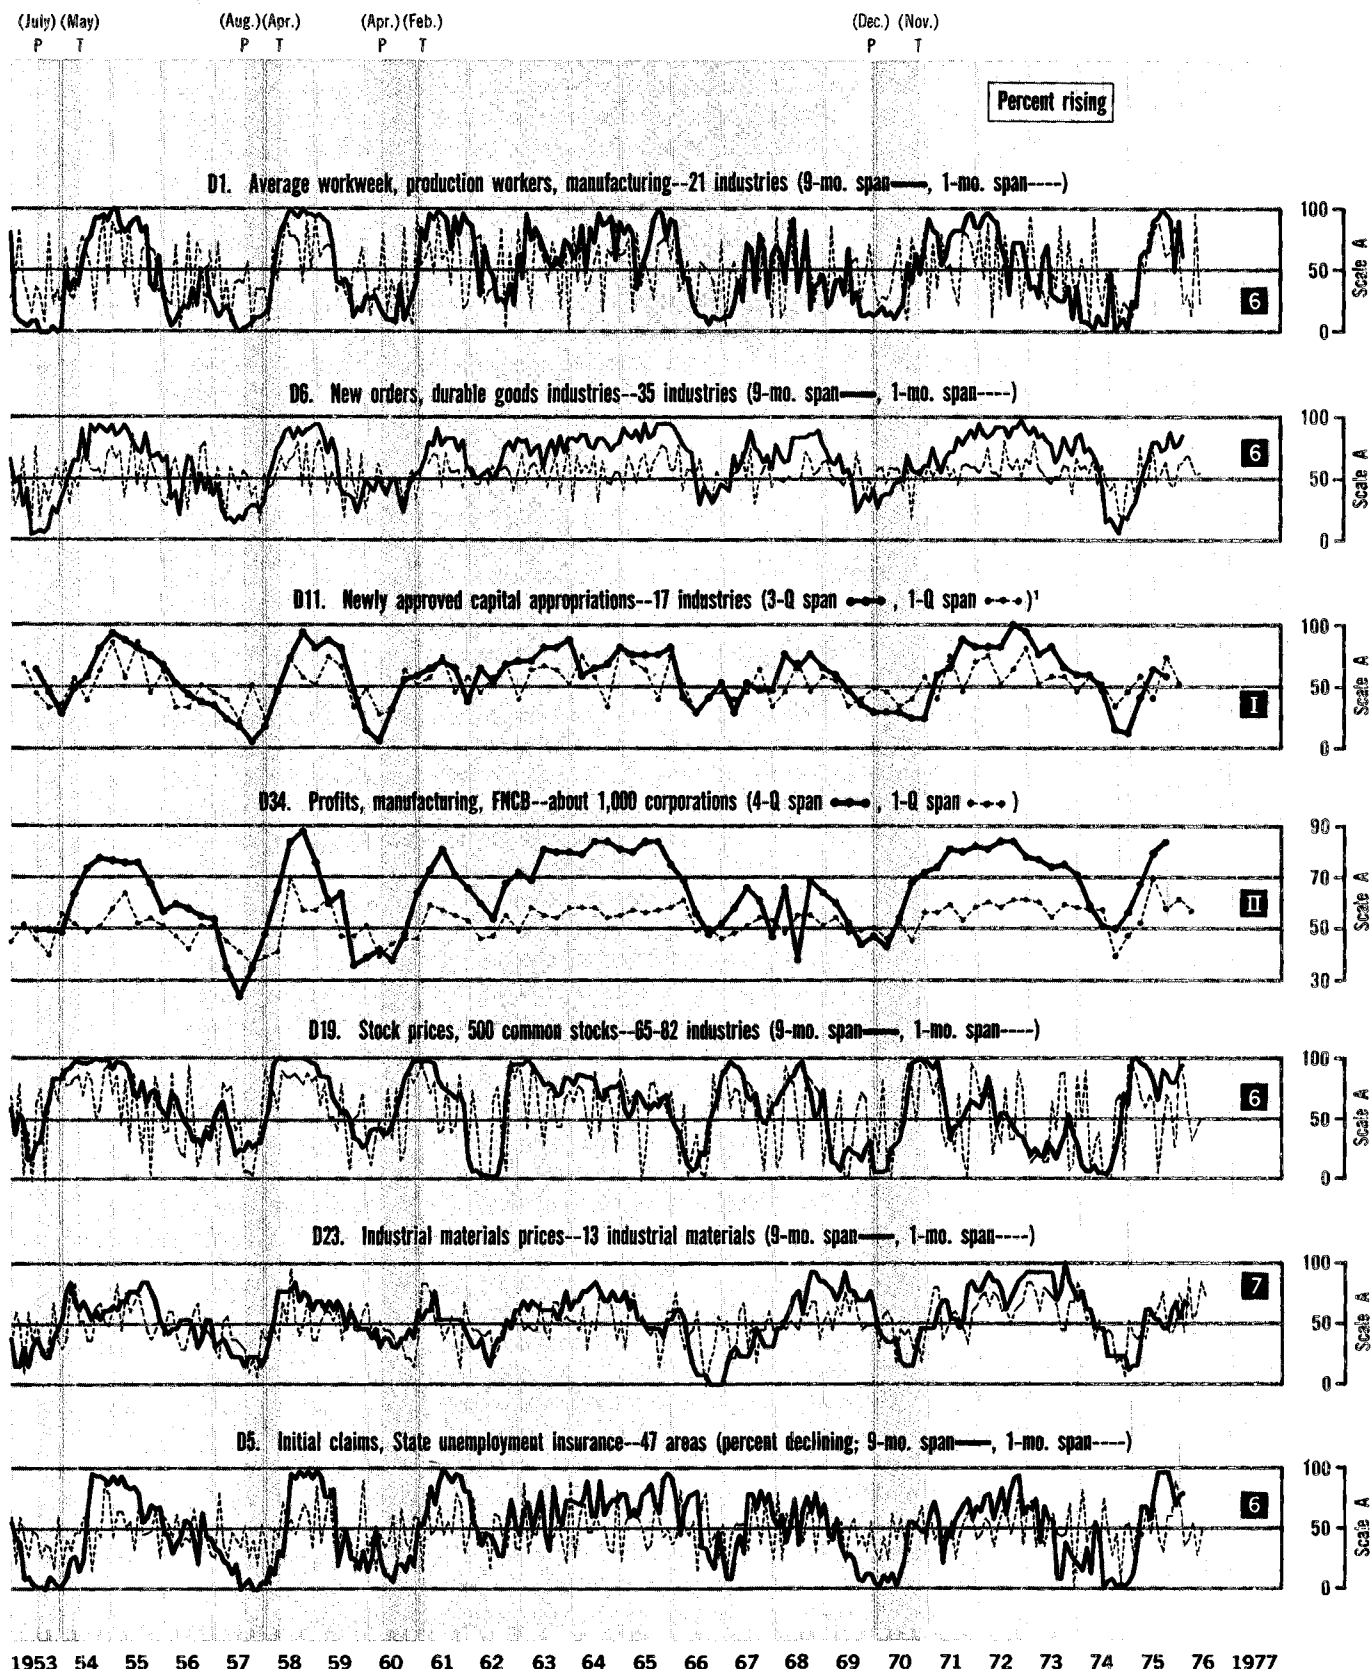 (July) (May) (Aug.) (Apr.) (Apr.) (Feb.) (Dec.) (Nov.)
P T P T P T P T
Percent rising
D1. Average workweek, production workers, manufacturing--21 industries (9-mo. span——, 1-mo. span----)
100
50
0
Scale A
6
D6. New orders, durable goods industries--35 industries (9-mo. span——, 1-mo. span----)
100
50
0
Scale A
6
D11. Newly approved capital appropriations--17 industries (3-Q span •-•-•, 1-Q span •-•-•)¹
100
50
0
Scale A
I
D34. Profits, manufacturing, FNCB--about 1,000 corporations (4-Q span •-•-•, 1-Q span •-•-•)
90
70
50
30
Scale A
II
D19. Stock prices, 500 common stocks--65-82 industries (9-mo. span——, 1-mo. span----)
100
50
0
Scale A
6
D23. Industrial materials prices--13 industrial materials (9-mo. span——, 1-mo. span----)
100
50
0
Scale A
7
D5. Initial claims, State unemployment insurance--47 areas (percent declining; 9-mo. span——, 1-mo. span----)
100
50
0
Scale A
6
1953 54 55 56 57 58 59 60 61 62 63 64 65 66 67 68 69 70 71 72 73 74 75 76 1977